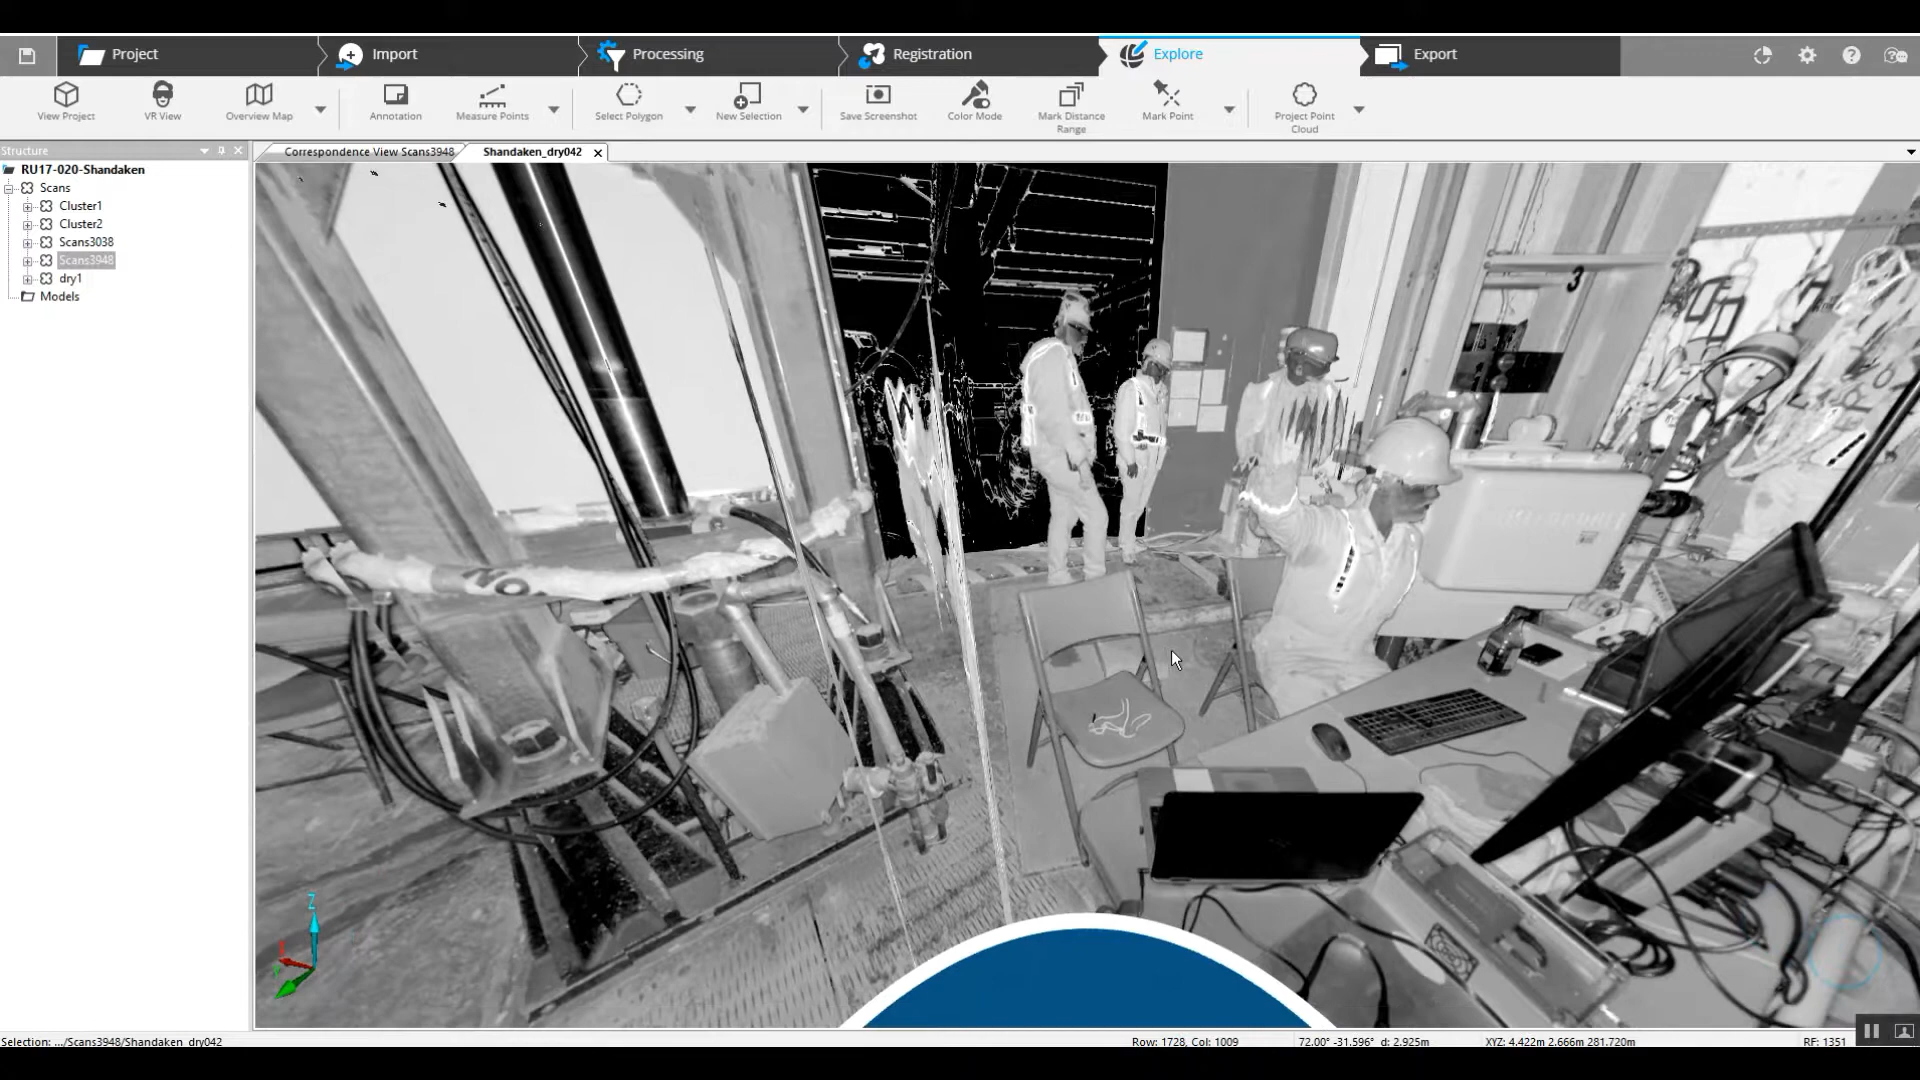 Project
Import
Processing
Registration
Explore
Export
View Project
VR View
Overview Map
Annotation
Measure Points
Select Polygon
New Selection
Save Screenshot
Color Mode
Mark Distance
Range
Mark Point
Project Point
Cloud
Structure
Correspondence View Scans3948
Shandaken_dry042
RU17-020-Shandaken
Scans
Cluster1
Cluster2
Scans3038
Scans3948
dry1
Models
3
NO
Z
Selection: .../Scans3948/Shandaken_dry042
Row: 1728, Col: 1009
72.00° -31.596° d: 2.925m
XYZ: 4.422m 2.666m 281.720m
RF: 1351